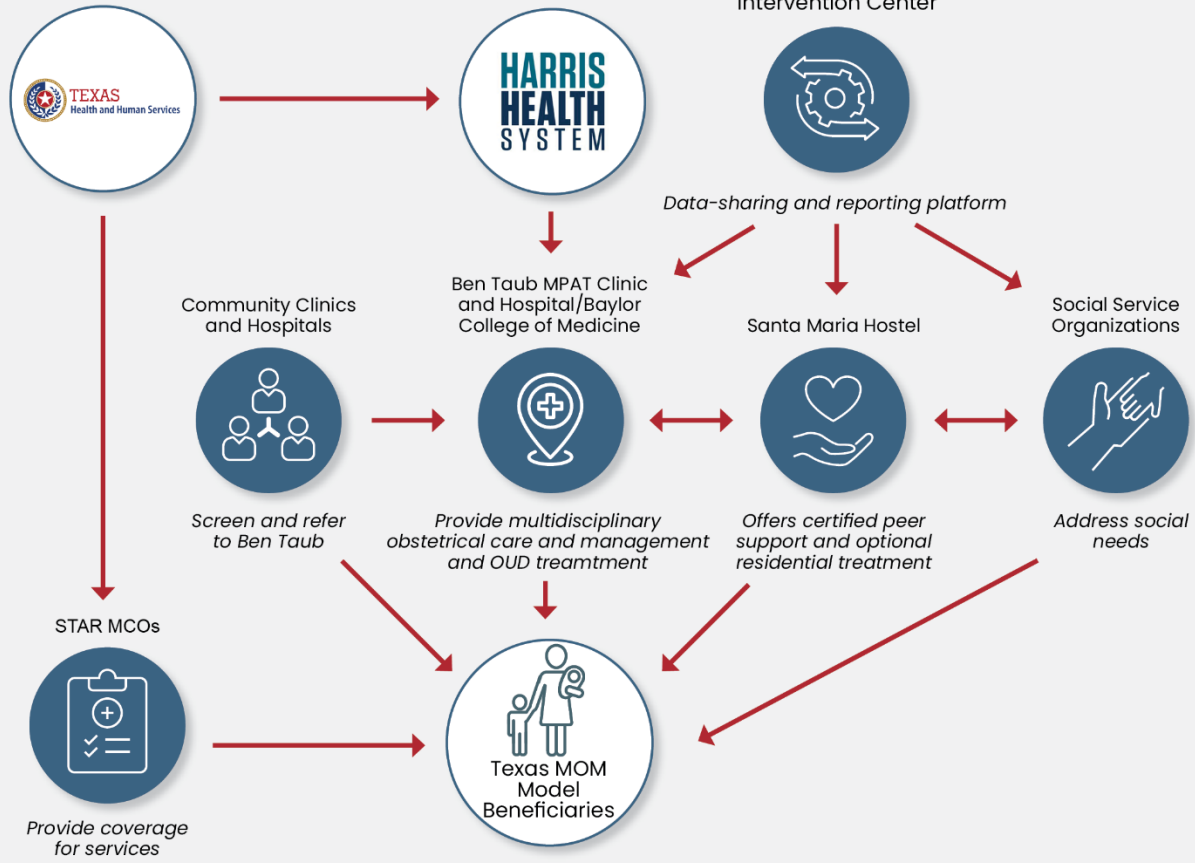 Intervention Center
TEXAS
Health and Human Services
HARRIS
HEALTH
SYSTEM
Data-sharing and reporting platform
Community Clinics
and Hospitals
Ben Taub MPAT Clinic
and Hospital/Baylor
College of Medicine
Santa Maria Hostel
Social Service
Organizations
Screen and refer
to Ben Taub
Provide multidisciplinary
obstetrical care and management
and OUD treamtment
Offers certified peer
support and optional
residential treatment
Address social
needs
STAR MCOs
Provide coverage
for services
Texas MOM
Model
Beneficiaries